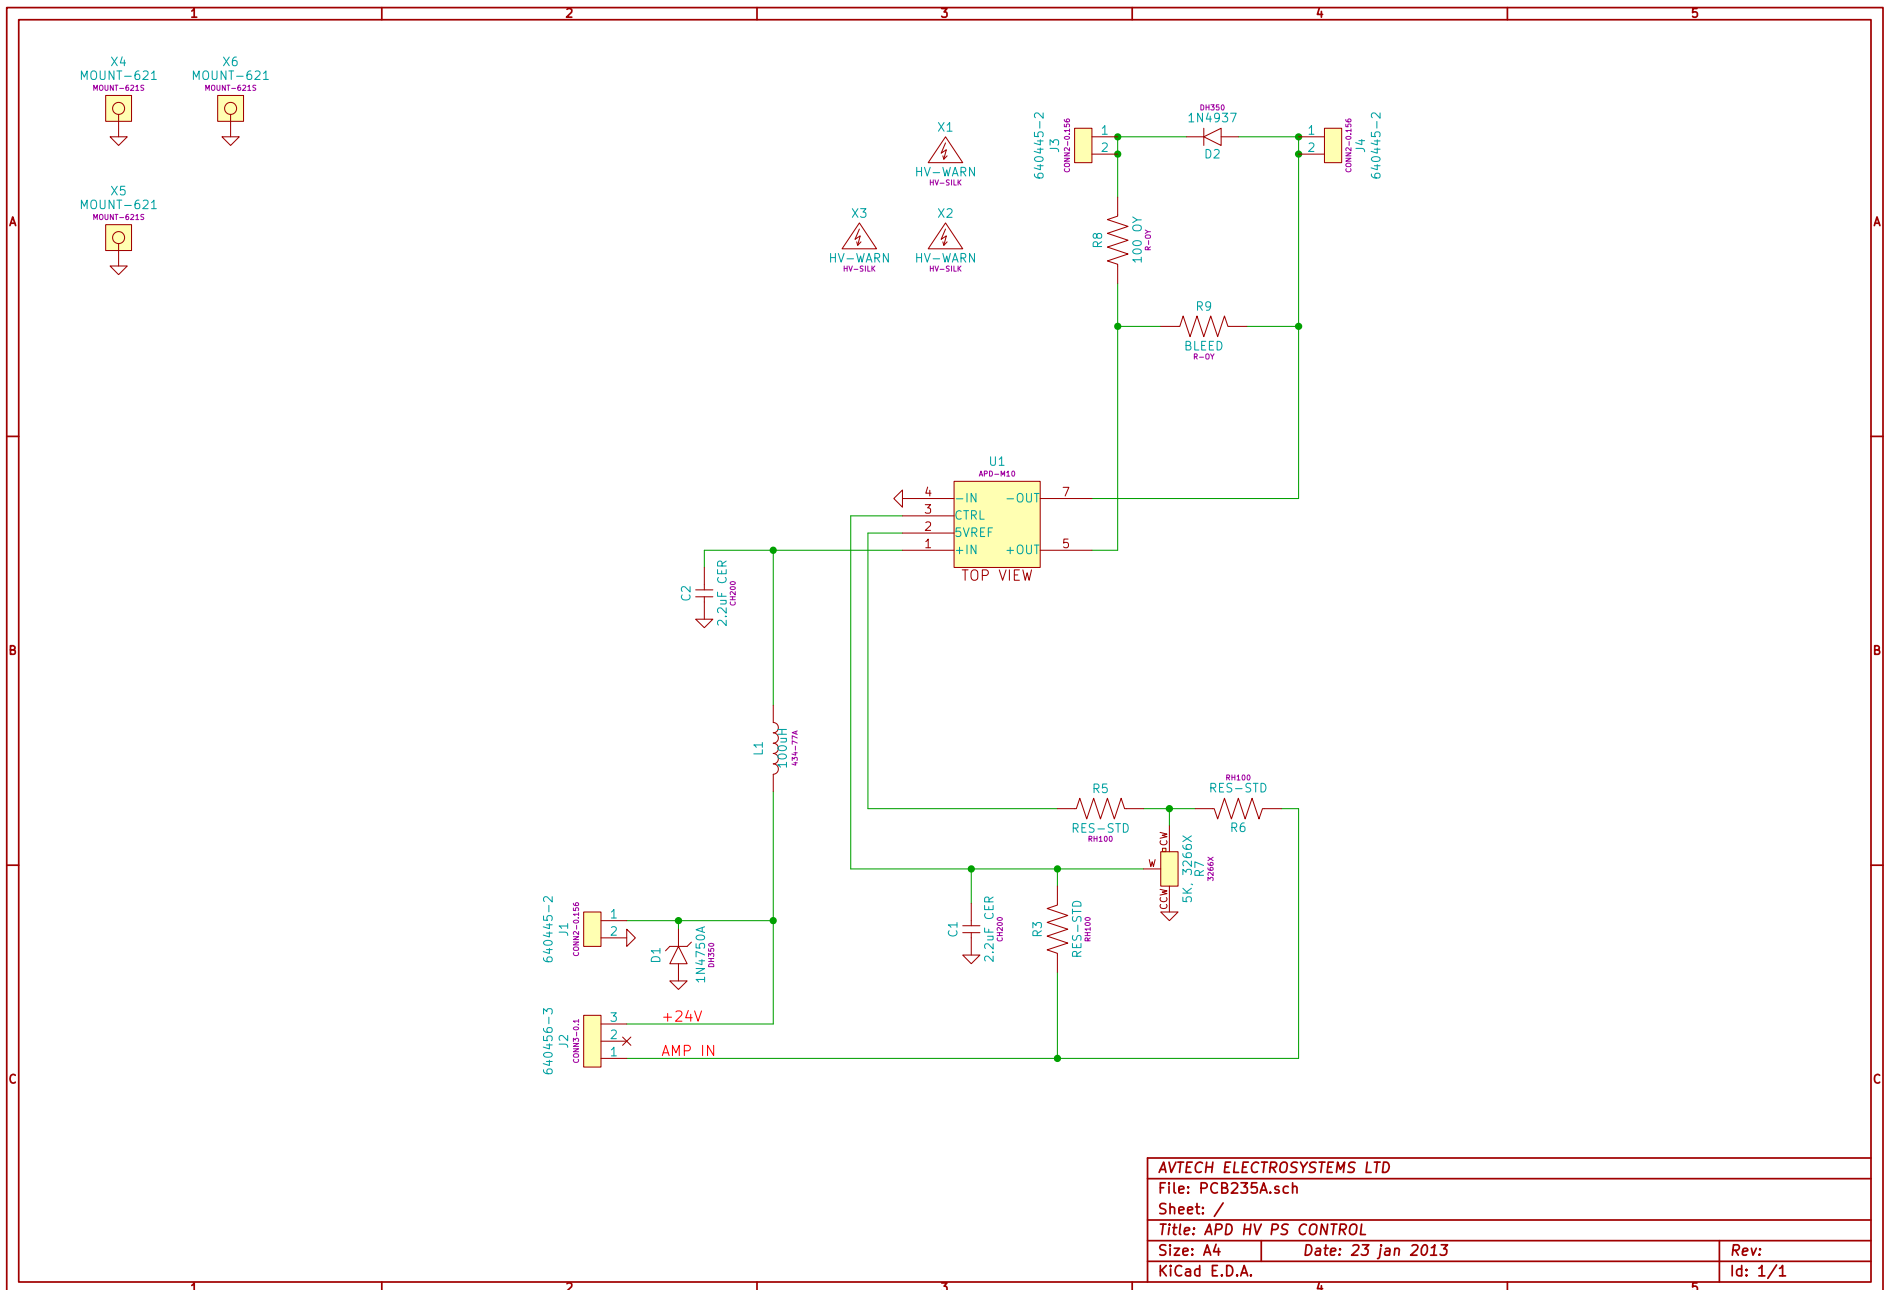 1 2 3 4 5
X4
MOUNT-621
MOUNT-621S
X6
MOUNT-621
MOUNT-621S
X5
MOUNT-621
MOUNT-621S
X1
HV-WARN
HV-SILK
X3
HV-WARN
HV-SILK
X2
HV-WARN
HV-SILK
640445-2
J3
CONN2-0.156
1
2
DH350
1N4937
D2
1
2
CONN2-0.156
J4
640445-2
A
A
R8
100 OY
R-OY
R9
BLEED
R-OY
U1
APD-M10
4 -IN
3 CTRL
2 5VREF
1 +IN
-OUT 7
+OUT 5
TOP VIEW
C2
2.2uF CER
CH200
B
B
L1
100uH
434-77A
R5
RES-STD
RH100
RH100
RES-STD
R6
CW
W
CCW
5K, 3266X
R7
3266X
640445-2
J1
CONN2-0.156
1
2
D1
1N4750A
DH350
C1
2.2uF CER
CH200
R3
RES-STD
RH100
640456-3
J2
CONN3-0.1
3
2
1
+24V
AMP IN
C
C
AVTECH ELECTROSYSTEMS LTD
File: PCB235A.sch
Sheet: /
Title: APD HV PS CONTROL
Size: A4 Date: 23 jan 2013 Rev:
KiCad E.D.A. Id: 1/1
1 2 3 4 5